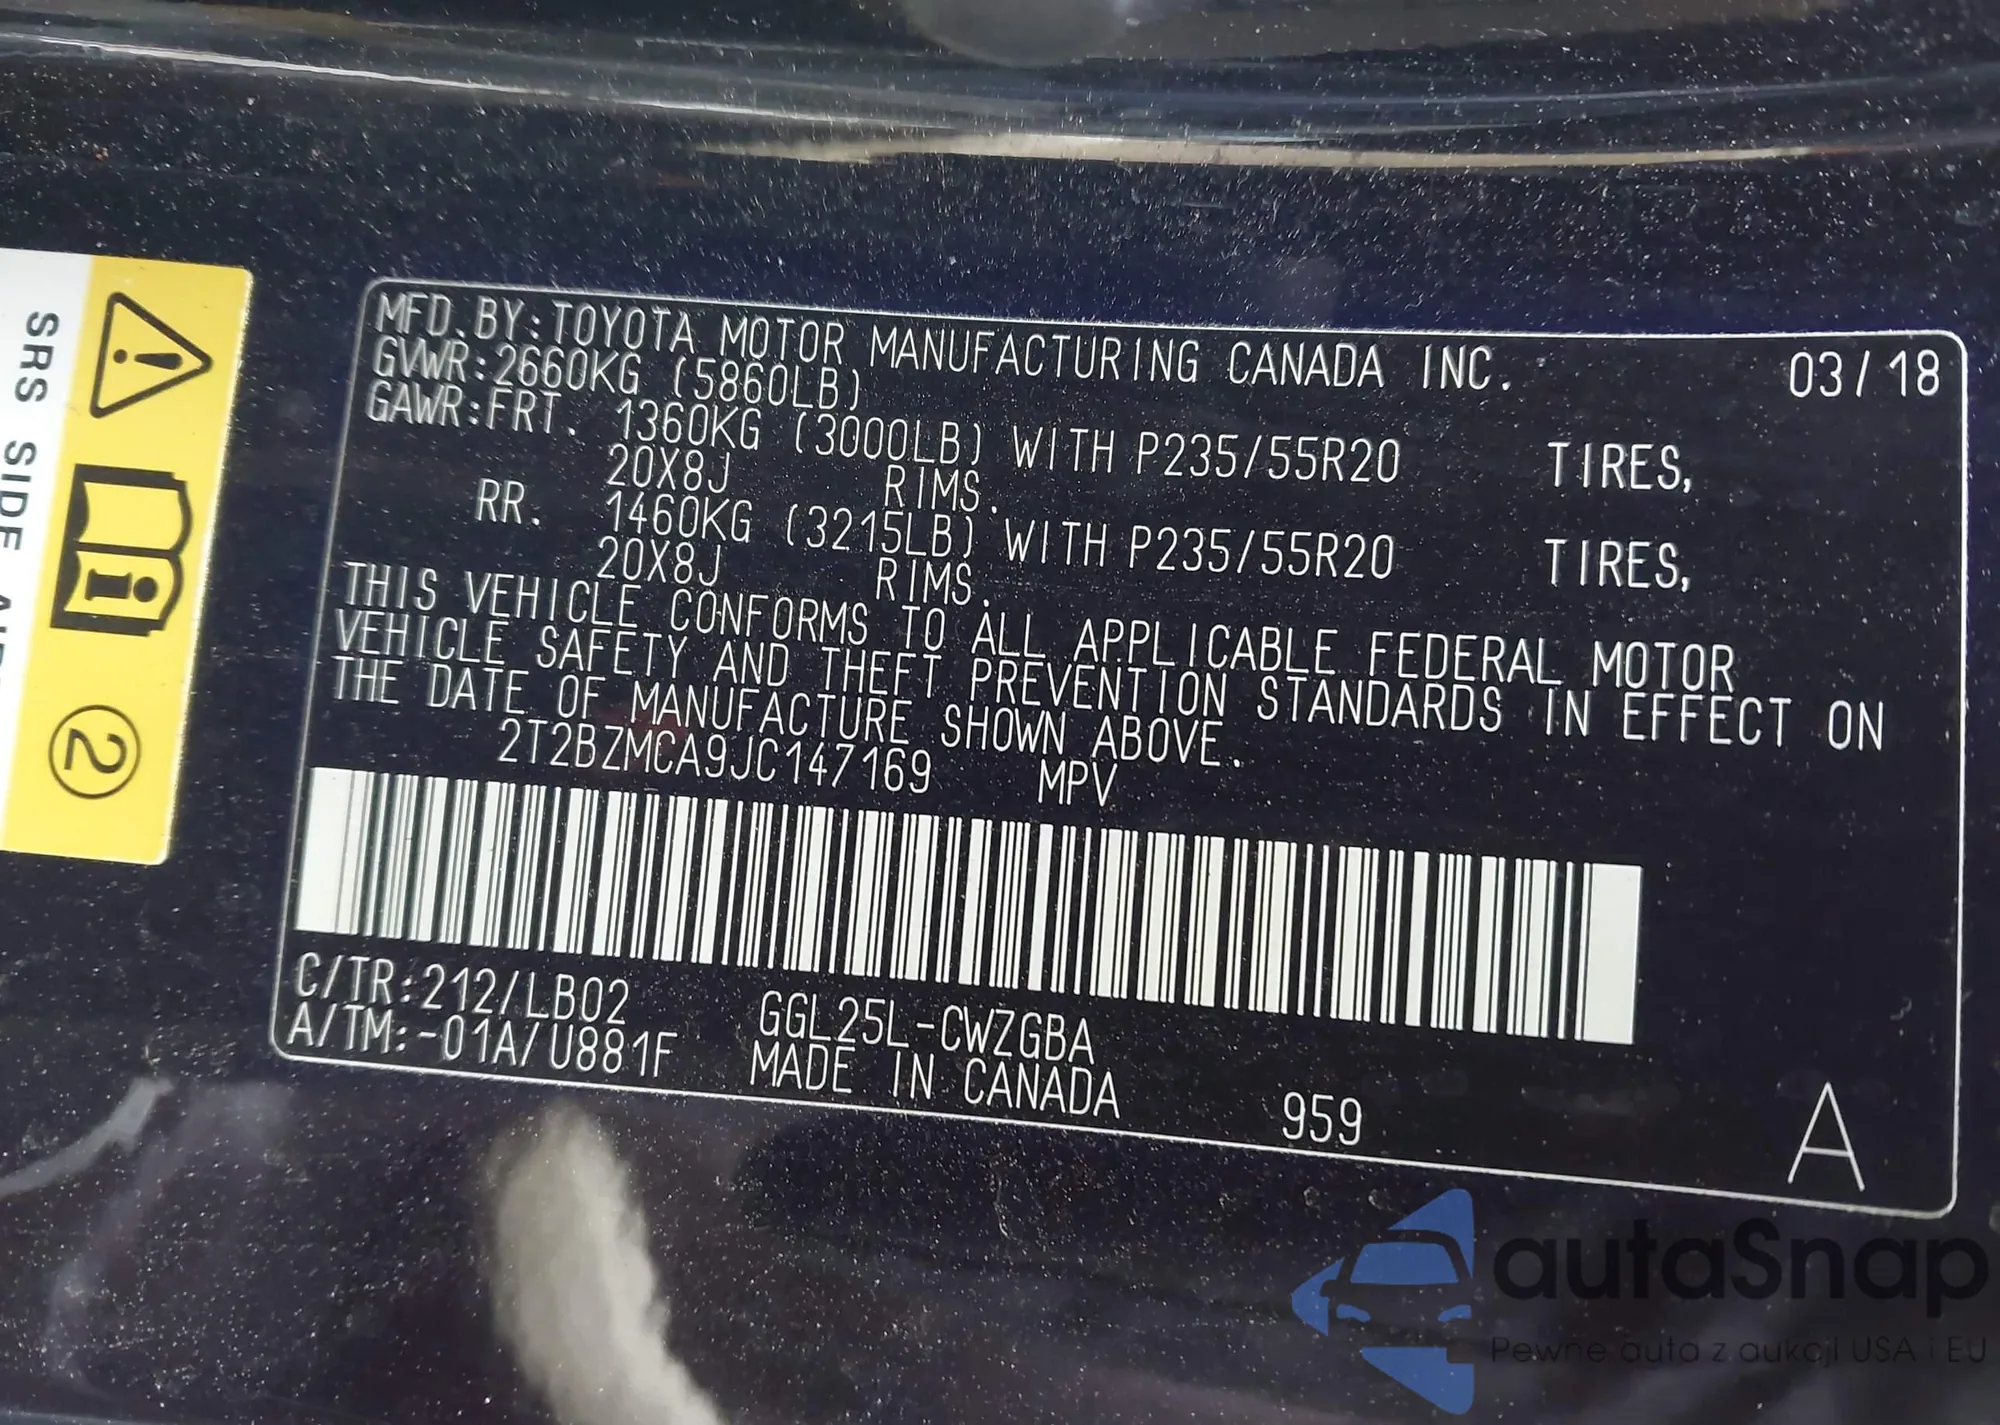 SRS SIDE
2
MFD. BY: TOYOTA MOTOR MANUFACTURING CANADA INC. 03/18
GVWR: 2660KG (5860LB)
GAWR: FRT. 1360KG (3000LB) WITH P235/55R20 TIRES,
20X8J RIMS.
RR. 1460KG (3215LB) WITH P235/55R20 TIRES,
20X8J RIMS.
THIS VEHICLE CONFORMS TO ALL APPLICABLE FEDERAL MOTOR
VEHICLE SAFETY AND THEFT PREVENTION STANDARDS IN EFFECT ON
THE DATE OF MANUFACTURE SHOWN ABOVE.
2T2BZMCA9JC147169 MPV
C/TR: 212/LB02 GGL25L-CWZGBA
A/TM: -01A/U881F MADE IN CANADA 959 A
autaSnap
Pewne auta z aukcji USA i EU